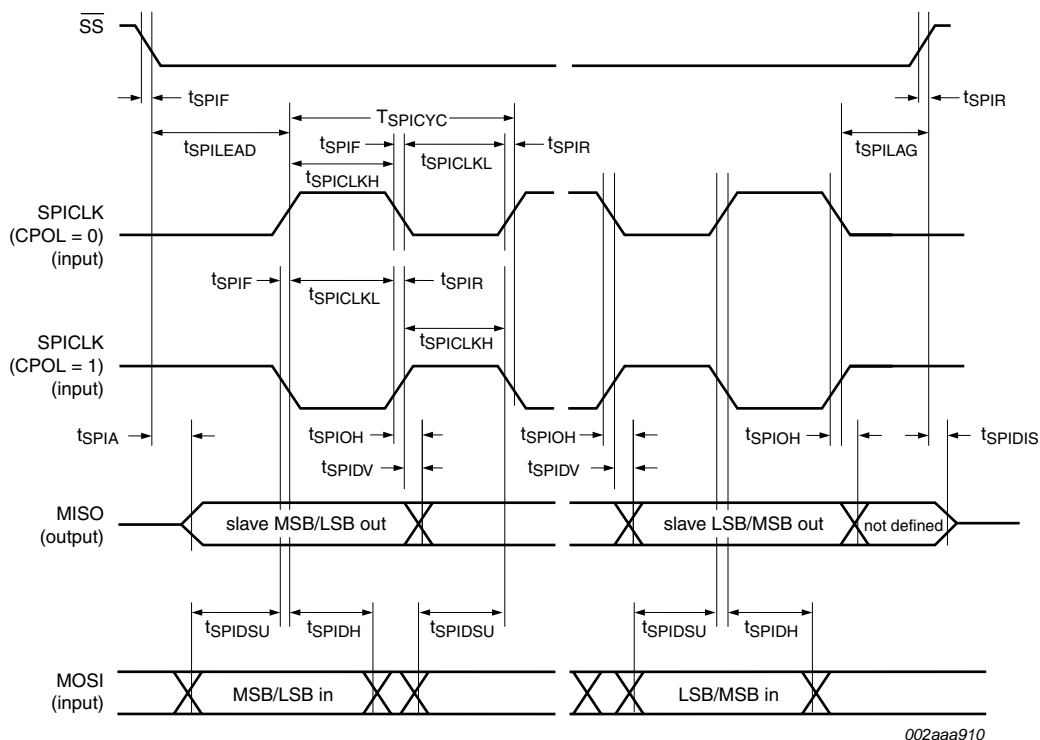 SS
tSPIF
tSPIR
TSPICYC
tSPILEAD
tSPIF
tSPICLKL
tSPIR
tSPILAG
tSPICLKH
SPICLK
(CPOL = 0)
(input)
tSPIF
tSPICLKL
tSPIR
tSPICLKH
SPICLK
(CPOL = 1)
(input)
tSPIA
tSPIOH
tSPIOH
tSPIOH
tSPIDIS
tSPIDV
tSPIDV
MISO
(output)
slave MSB/LSB out
slave LSB/MSB out
not defined
tSPIDSU
tSPIDH
tSPIDSU
tSPIDSU
tSPIDH
MOSI
(input)
MSB/LSB in
LSB/MSB in
002aaa910